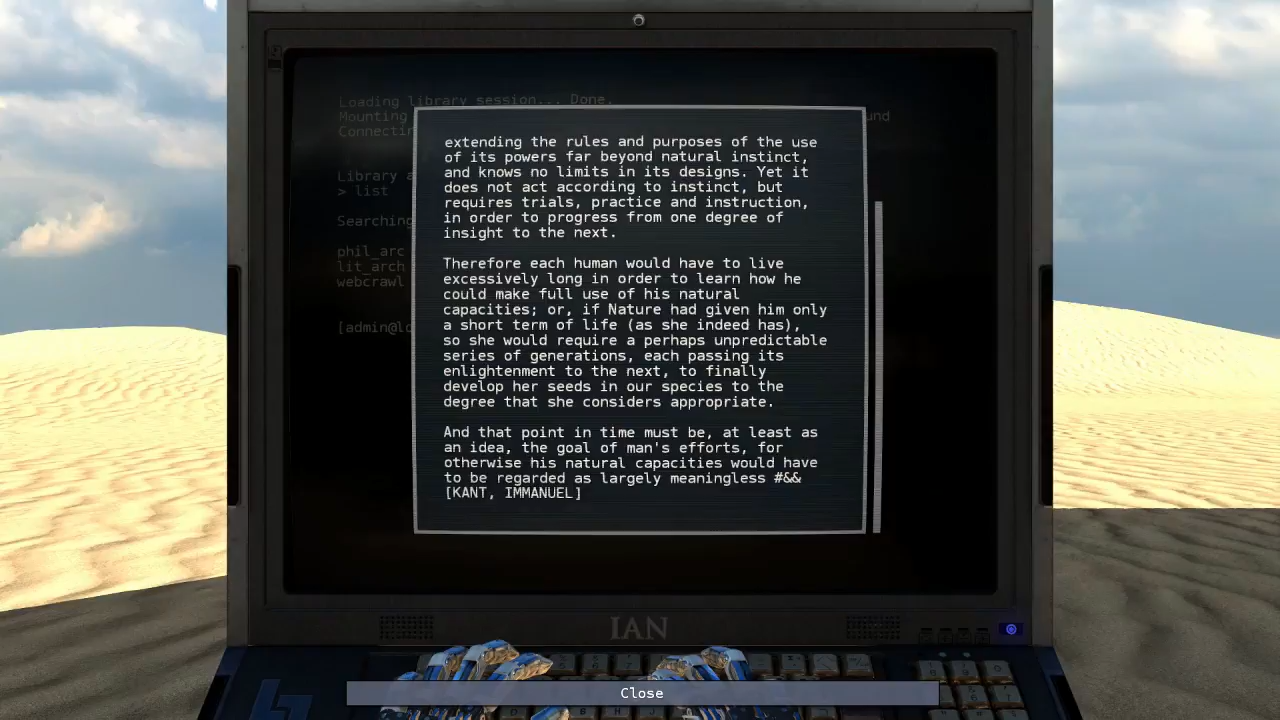 Loading library session... Done.
Mounting
und
Connectin
Library a
> list
Searching
phil_arc
lit_arch
webcrawl
[admin@lo
extending the rules and purposes of the use
of its powers far beyond natural instinct,
and knows no limits in its designs. Yet it
does not act according to instinct, but
requires trials, practice and instruction,
in order to progress from one degree of
insight to the next.
Therefore each human would have to live
excessively long in order to learn how he
could make full use of his natural
capacities; or, if Nature had given him only
a short term of life (as she indeed has),
so she would require a perhaps unpredictable
series of generations, each passing its
enlightenment to the next, to finally
develop her seeds in our species to the
degree that she considers appropriate.
And that point in time must be, at least as
an idea, the goal of man's efforts, for
otherwise his natural capacities would have
to be regarded as largely meaningless #&&
[KANT, IMMANUEL]
IAN
Close